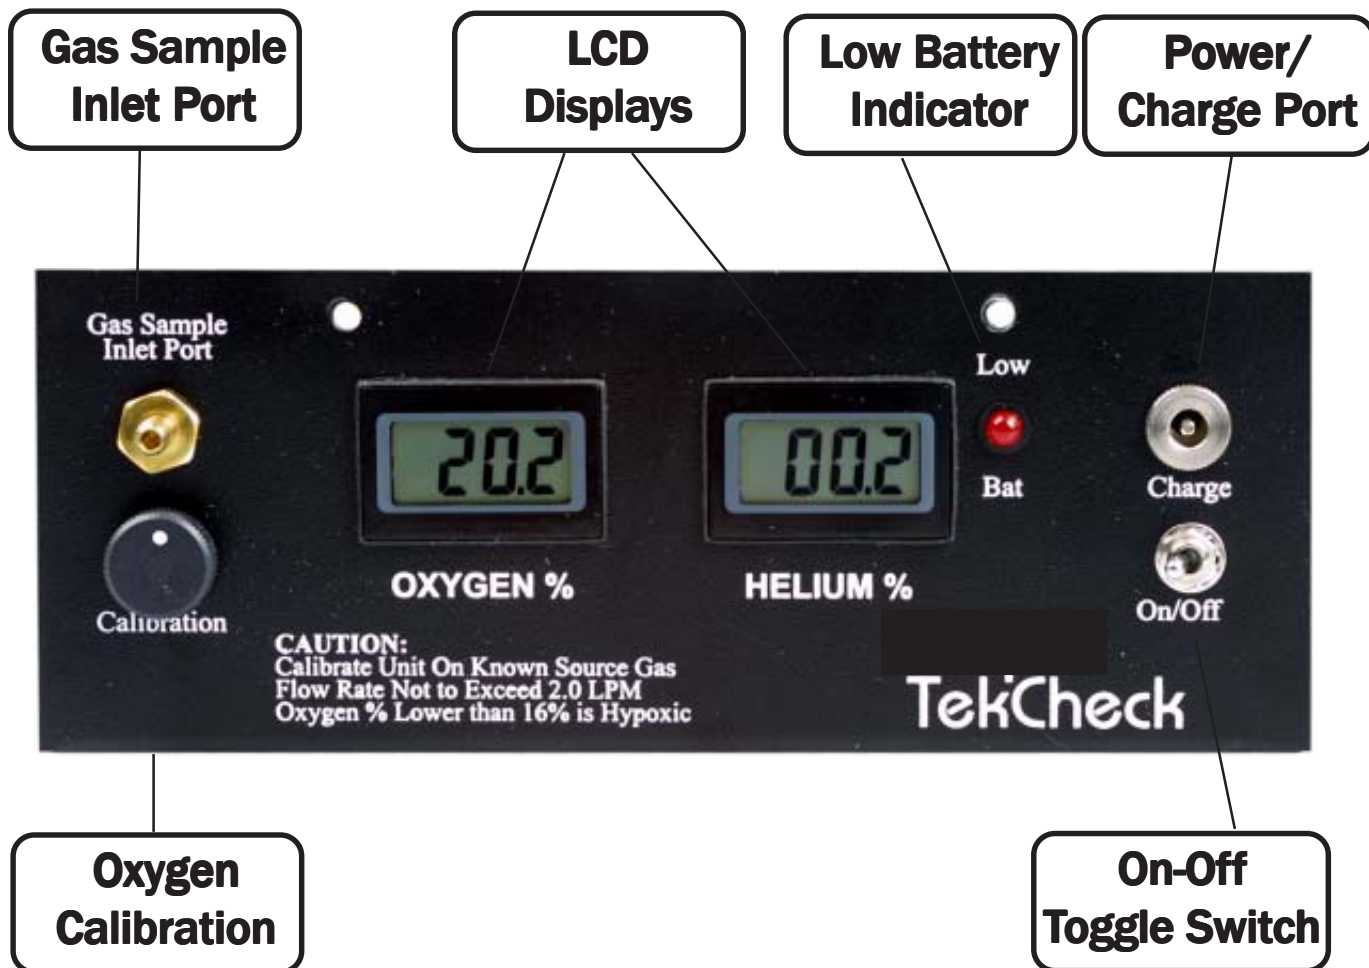 Gas Sample
Inlet Port
LCD
Displays
Low Battery
Indicator
Power/
Charge Port
Gas Sample
Inlet Port
20.2
00.2
Low
Bat
Charge
OXYGEN %
HELIUM %
On/Off
Calibration
CAUTION:
Calibrate Unit On Known Source Gas
Flow Rate Not to Exceed 2.0 LPM
Oxygen % Lower than 16% is Hypoxic
TekCheck
Oxygen
Calibration
On-Off
Toggle Switch